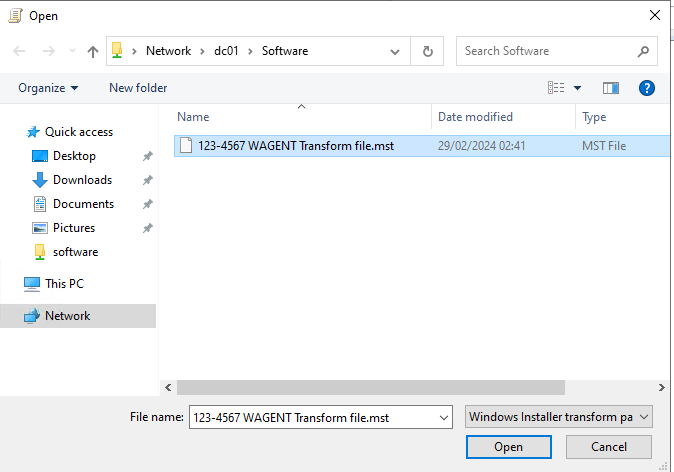 Open
Network
dc01
Software
Search Software
Organize
New folder
?
Name
Date modified
Type
Quick access
Desktop
Downloads
Documents
Pictures
software
This PC
Network
123-4567 WAGENT Transform file.mst
29/02/2024 02:41
MST File
File name:
123-4567 WAGENT Transform file.mst
Windows Installer transform pa
Open
Cancel